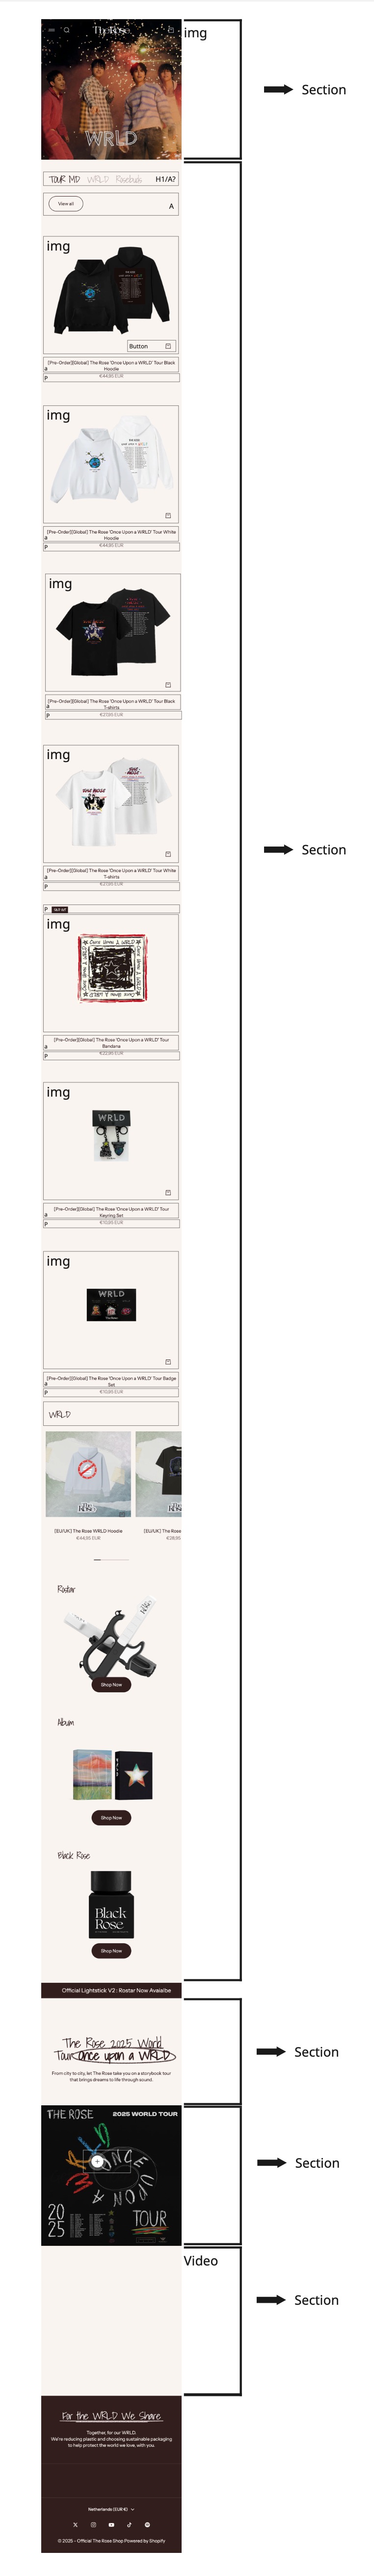 The Rose
img
WRLD
Section
TOUR MD WRLD Rosebuds H1/A?
View all
A
img
Button
[Pre-Order][Global] The Rose 'Once Upon a WRLD' Tour Black
Hoodie
a
€44,95 EUR
P
img
[Pre-Order][Global] The Rose 'Once Upon a WRLD' Tour White
Hoodie
a
€44,95 EUR
P
img
[Pre-Order][Global] The Rose 'Once Upon a WRLD' Tour Black
T-shirts
a
€27,95 EUR
P
img
[Pre-Order][Global] The Rose 'Once Upon a WRLD' Tour White
T-shirts
a
€27,95 EUR
P
Section
P
img
[Pre-Order][Global] The Rose 'Once Upon a WRLD' Tour
Bandana
a
€22,95 EUR
P
img
WRLD
[Pre-Order][Global] The Rose 'Once Upon a WRLD' Tour
Keyring Set
a
€10,95 EUR
P
img
WRLD
[Pre-Order][Global] The Rose 'Once Upon a WRLD' Tour Badge
Set
a
€10,95 EUR
P
WRLD
[EU/UK] The Rose WRLD Hoodie
[EU/UK] The Rose
€44,95 EUR
€28,95
Rostar
Shop Now
Album
Shop Now
Black Rose
Black
Rose
Shop Now
Official Lightstick V2 : Rostar Now Avaialbe
The Rose 2025 World
Tour once upon a WRLD
From city to city, let The Rose take you on a storybook tour
that brings dreams to life through sound.
Section
THE ROSE 2025 WORLD TOUR
ONCE UPON A
WRLD
20
25
TOUR
Section
Video
Section
For the WRLD We Share
Together, for our WRLD.
We're reducing plastic and choosing sustainable packaging
to help protect the world we love, with you.
Netherlands (EUR €)
© 2025 - Official The Rose Shop Powered by Shopify